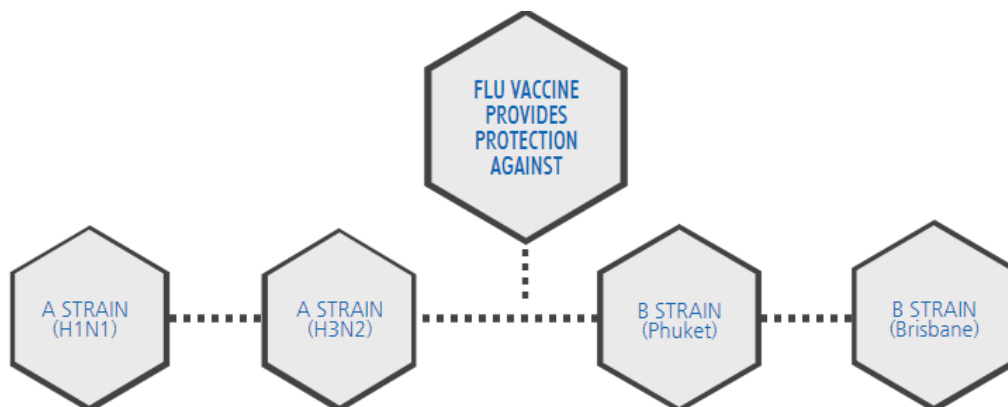 FLU VACCINE
PROVIDES
PROTECTION
AGAINST
A STRAIN
(H1N1)
A STRAIN
(H3N2)
B STRAIN
(Phuket)
B STRAIN
(Brisbane)